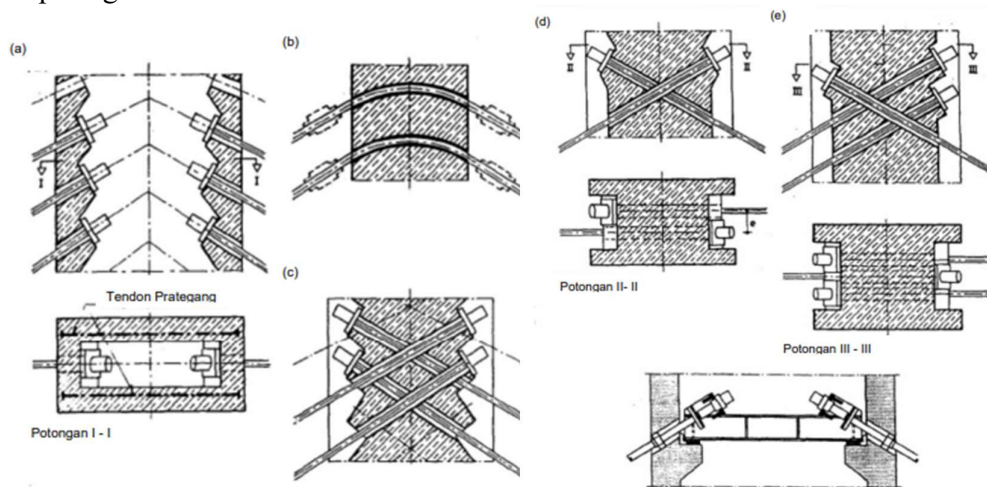 (a)
(b)
(d)
(e)
II
II
III
III
I
I
(c)
e
Potongan II- II
Tendon Prategang
Potongan III - III
Potongan I - I